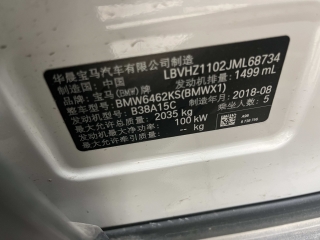 华晨宝马汽车有限公司制造
制造国：中国 LBVHZ1102JML68734
品牌：宝马（BMW）牌 发动机排量：1499 mL
整车型号：BMW6462KS(BMWX1)
发动机型号：B38A15C 制造年月：2018-08
最大允许总质量：2035 kg 乘坐人数：5
发动机最大净功率：100 kW
最大允许牵引质量：